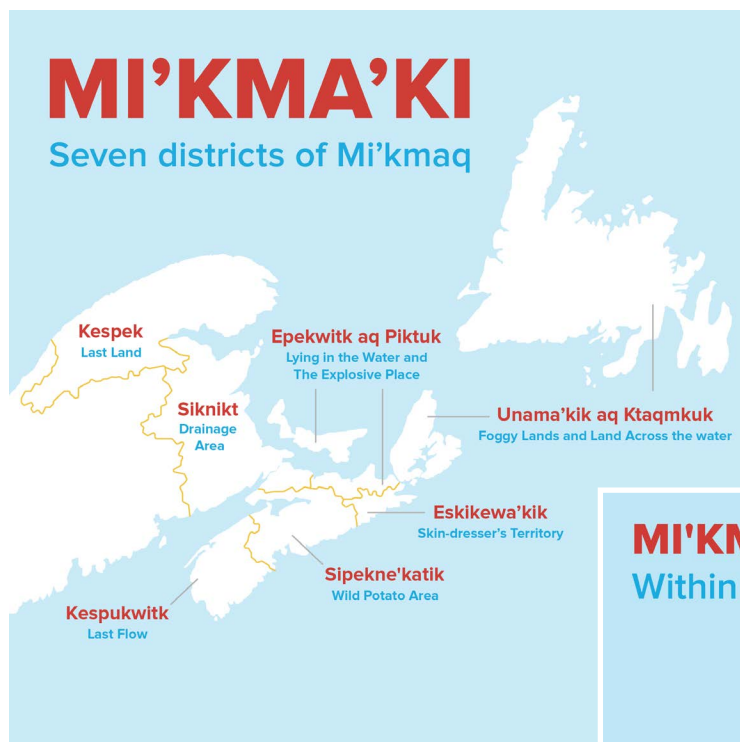 MI’KMA’KI
Seven districts of Mi’kmaq
Kespek
Last Land
Epekwitk aq Piktuk
Lying in the Water and
The Explosive Place
Siknikt
Drainage
Area
Unama’kik aq Ktaqmkuk
Foggy Lands and Land Across the water
Eskikewa’kik
Skin-dresser’s Territory
Sipekne'katik
Wild Potato Area
Kespukwitk
Last Flow
MI'KM
Within